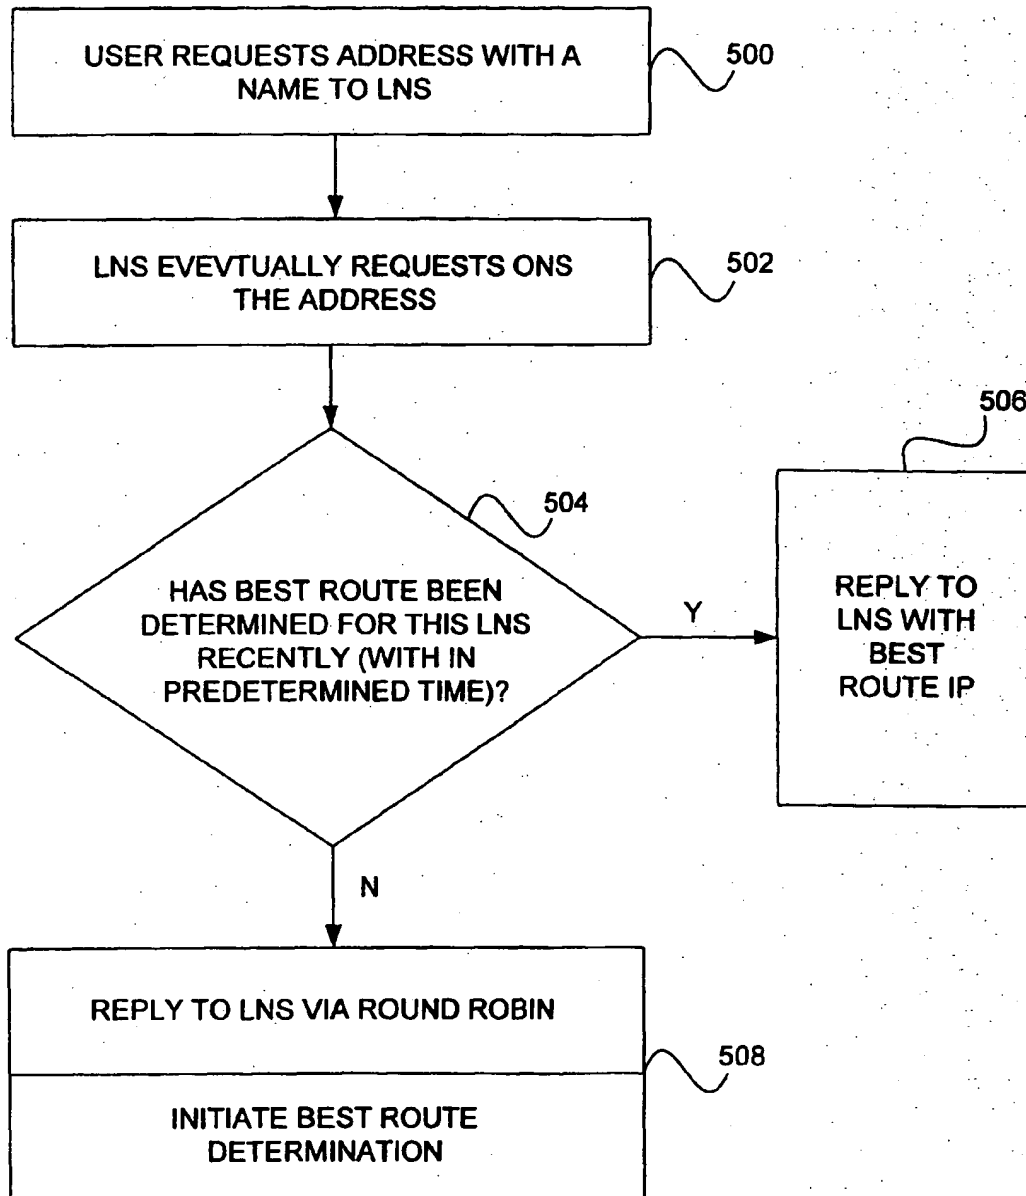 USER REQUESTS ADDRESS WITH A
NAME TO LNS
500
LNS EVEVTUALLY REQUESTS ONS
THE ADDRESS
502
506
504
HAS BEST ROUTE BEEN
DETERMINED FOR THIS LNS
RECENTLY (WITH IN
PREDETERMINED TIME)?
Y
REPLY TO
LNS WITH
BEST
ROUTE IP
N
REPLY TO LNS VIA ROUND ROBIN
508
INITIATE BEST ROUTE
DETERMINATION